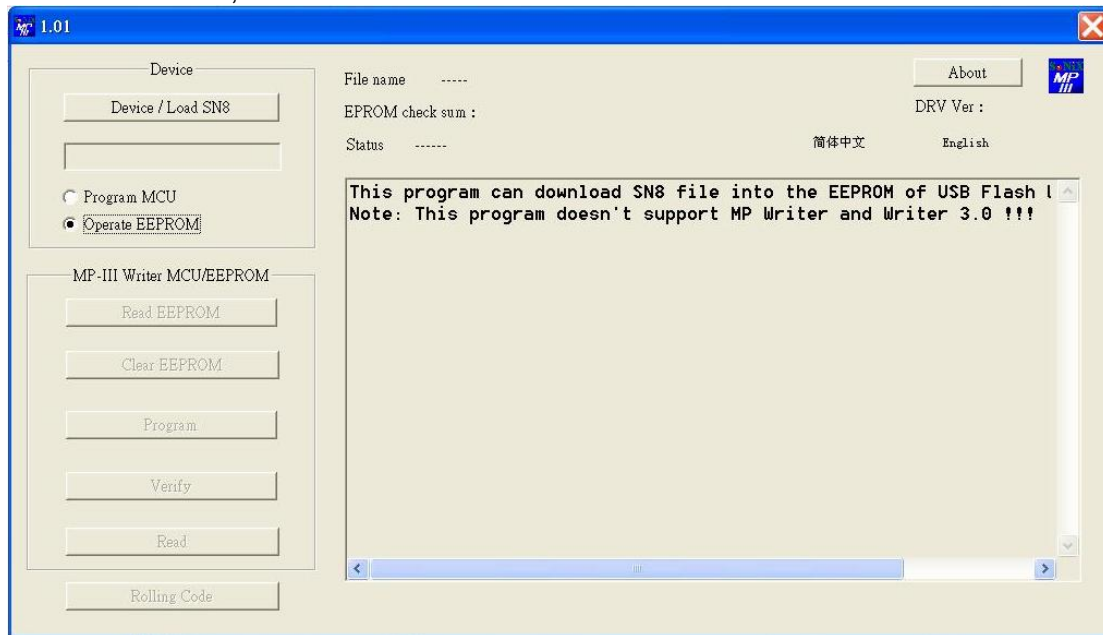 1.01
Device
Device / Load SN8
Program MCU
Operate EEPROM
MP-III Writer MCU/EEPROM
Read EEPROM
Clear EEPROM
Program
Verify
Read
Rolling Code
File name -----
EPROM check sum :
Status ------
About
DRV Ver :
简体中文 English
SONiX
MP
III
This program can download SN8 file into the EEPROM of USB Flash
Note: This program doesn't support MP Writer and Writer 3.0 !!!